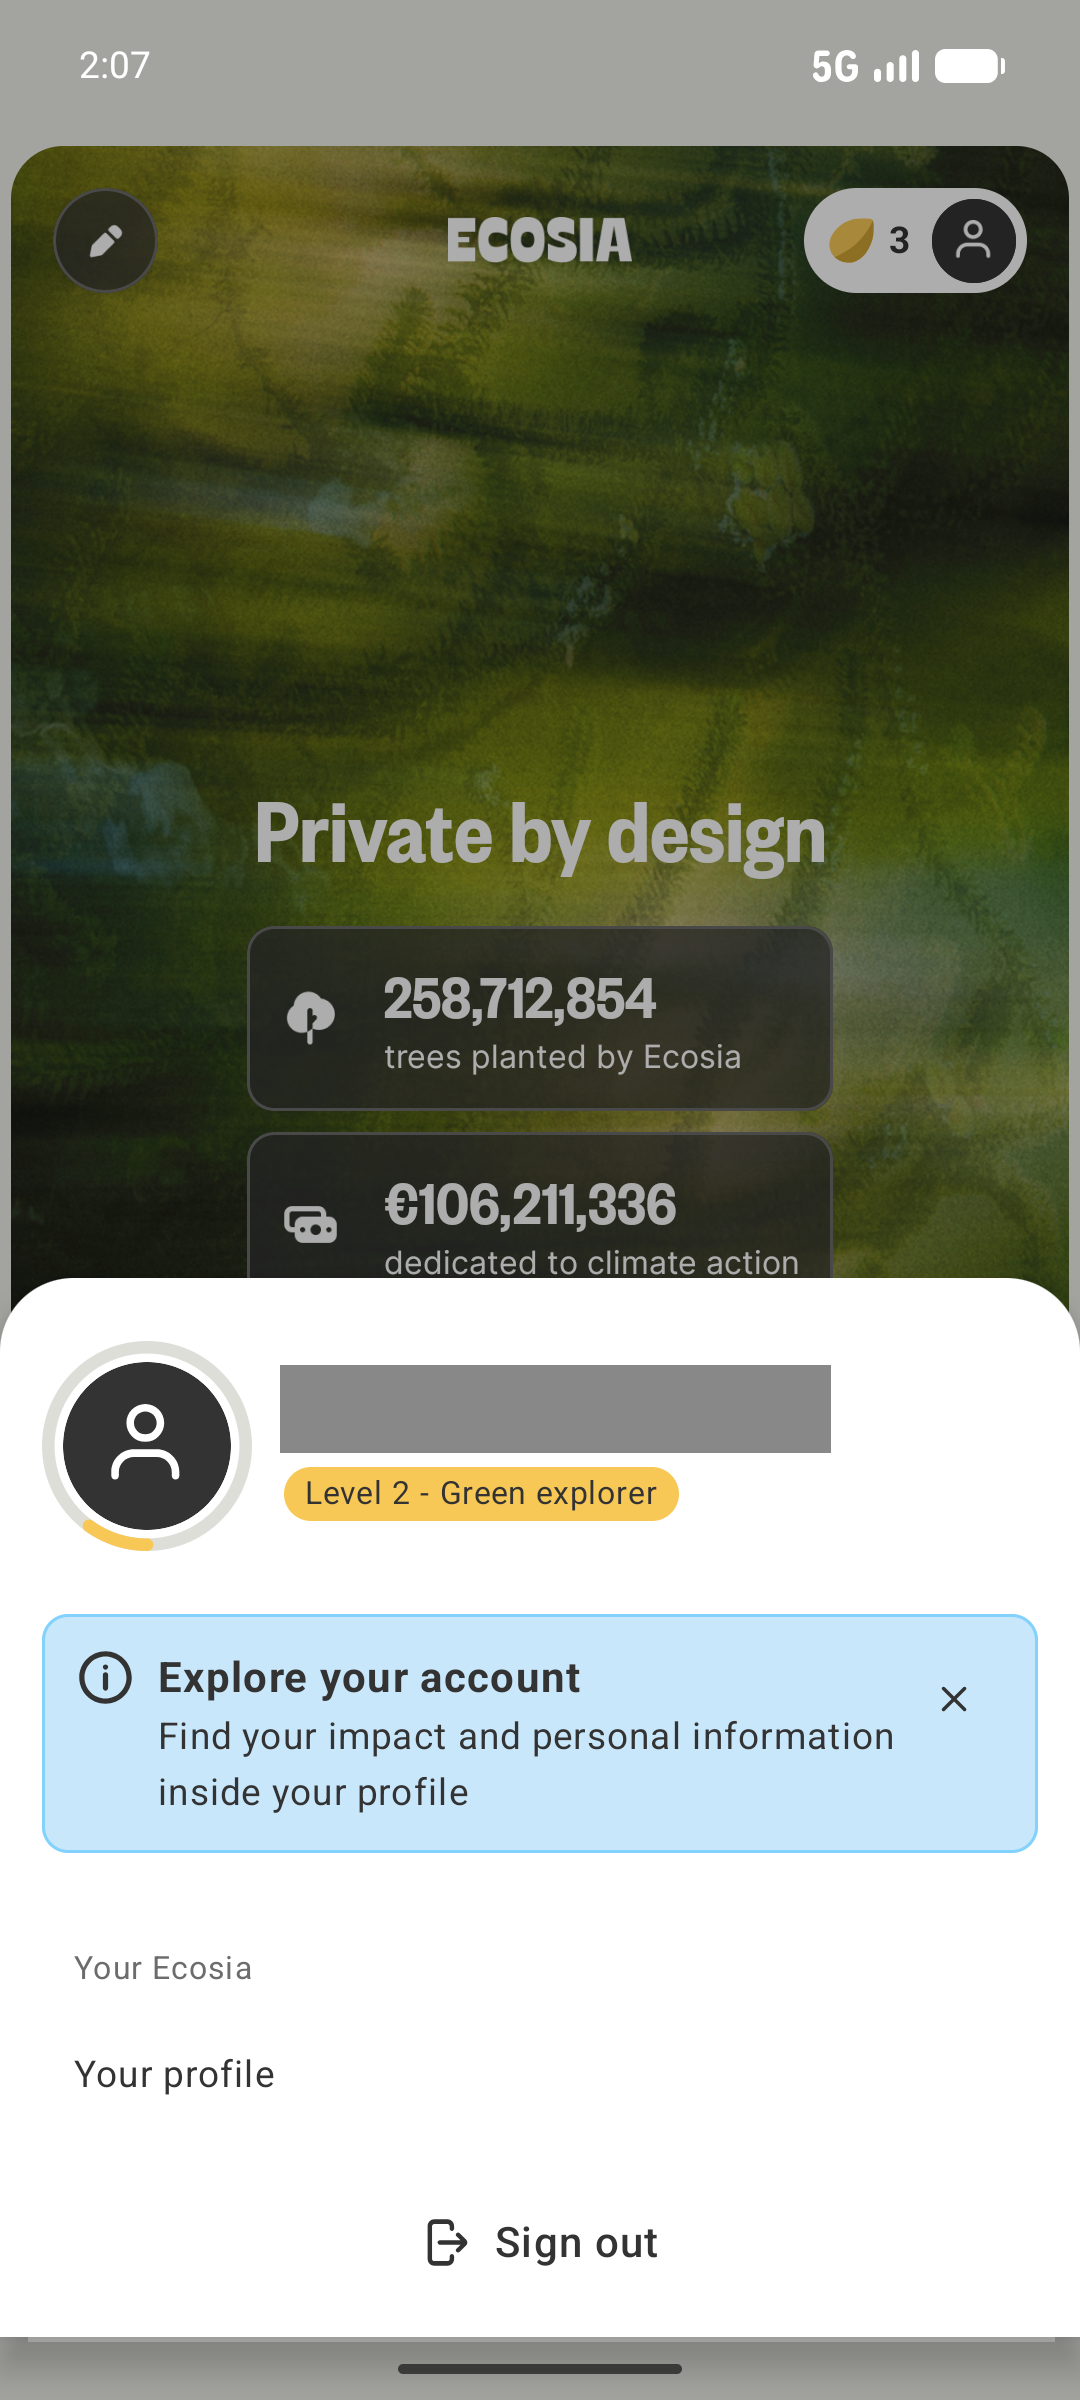 2:07
5G
ECOSIA
3
Private by design
258,712,854
trees planted by Ecosia
€106,211,336
dedicated to climate action
Level 2 - Green explorer
Explore your account
Find your impact and personal information
inside your profile
Your Ecosia
Your profile
Sign out